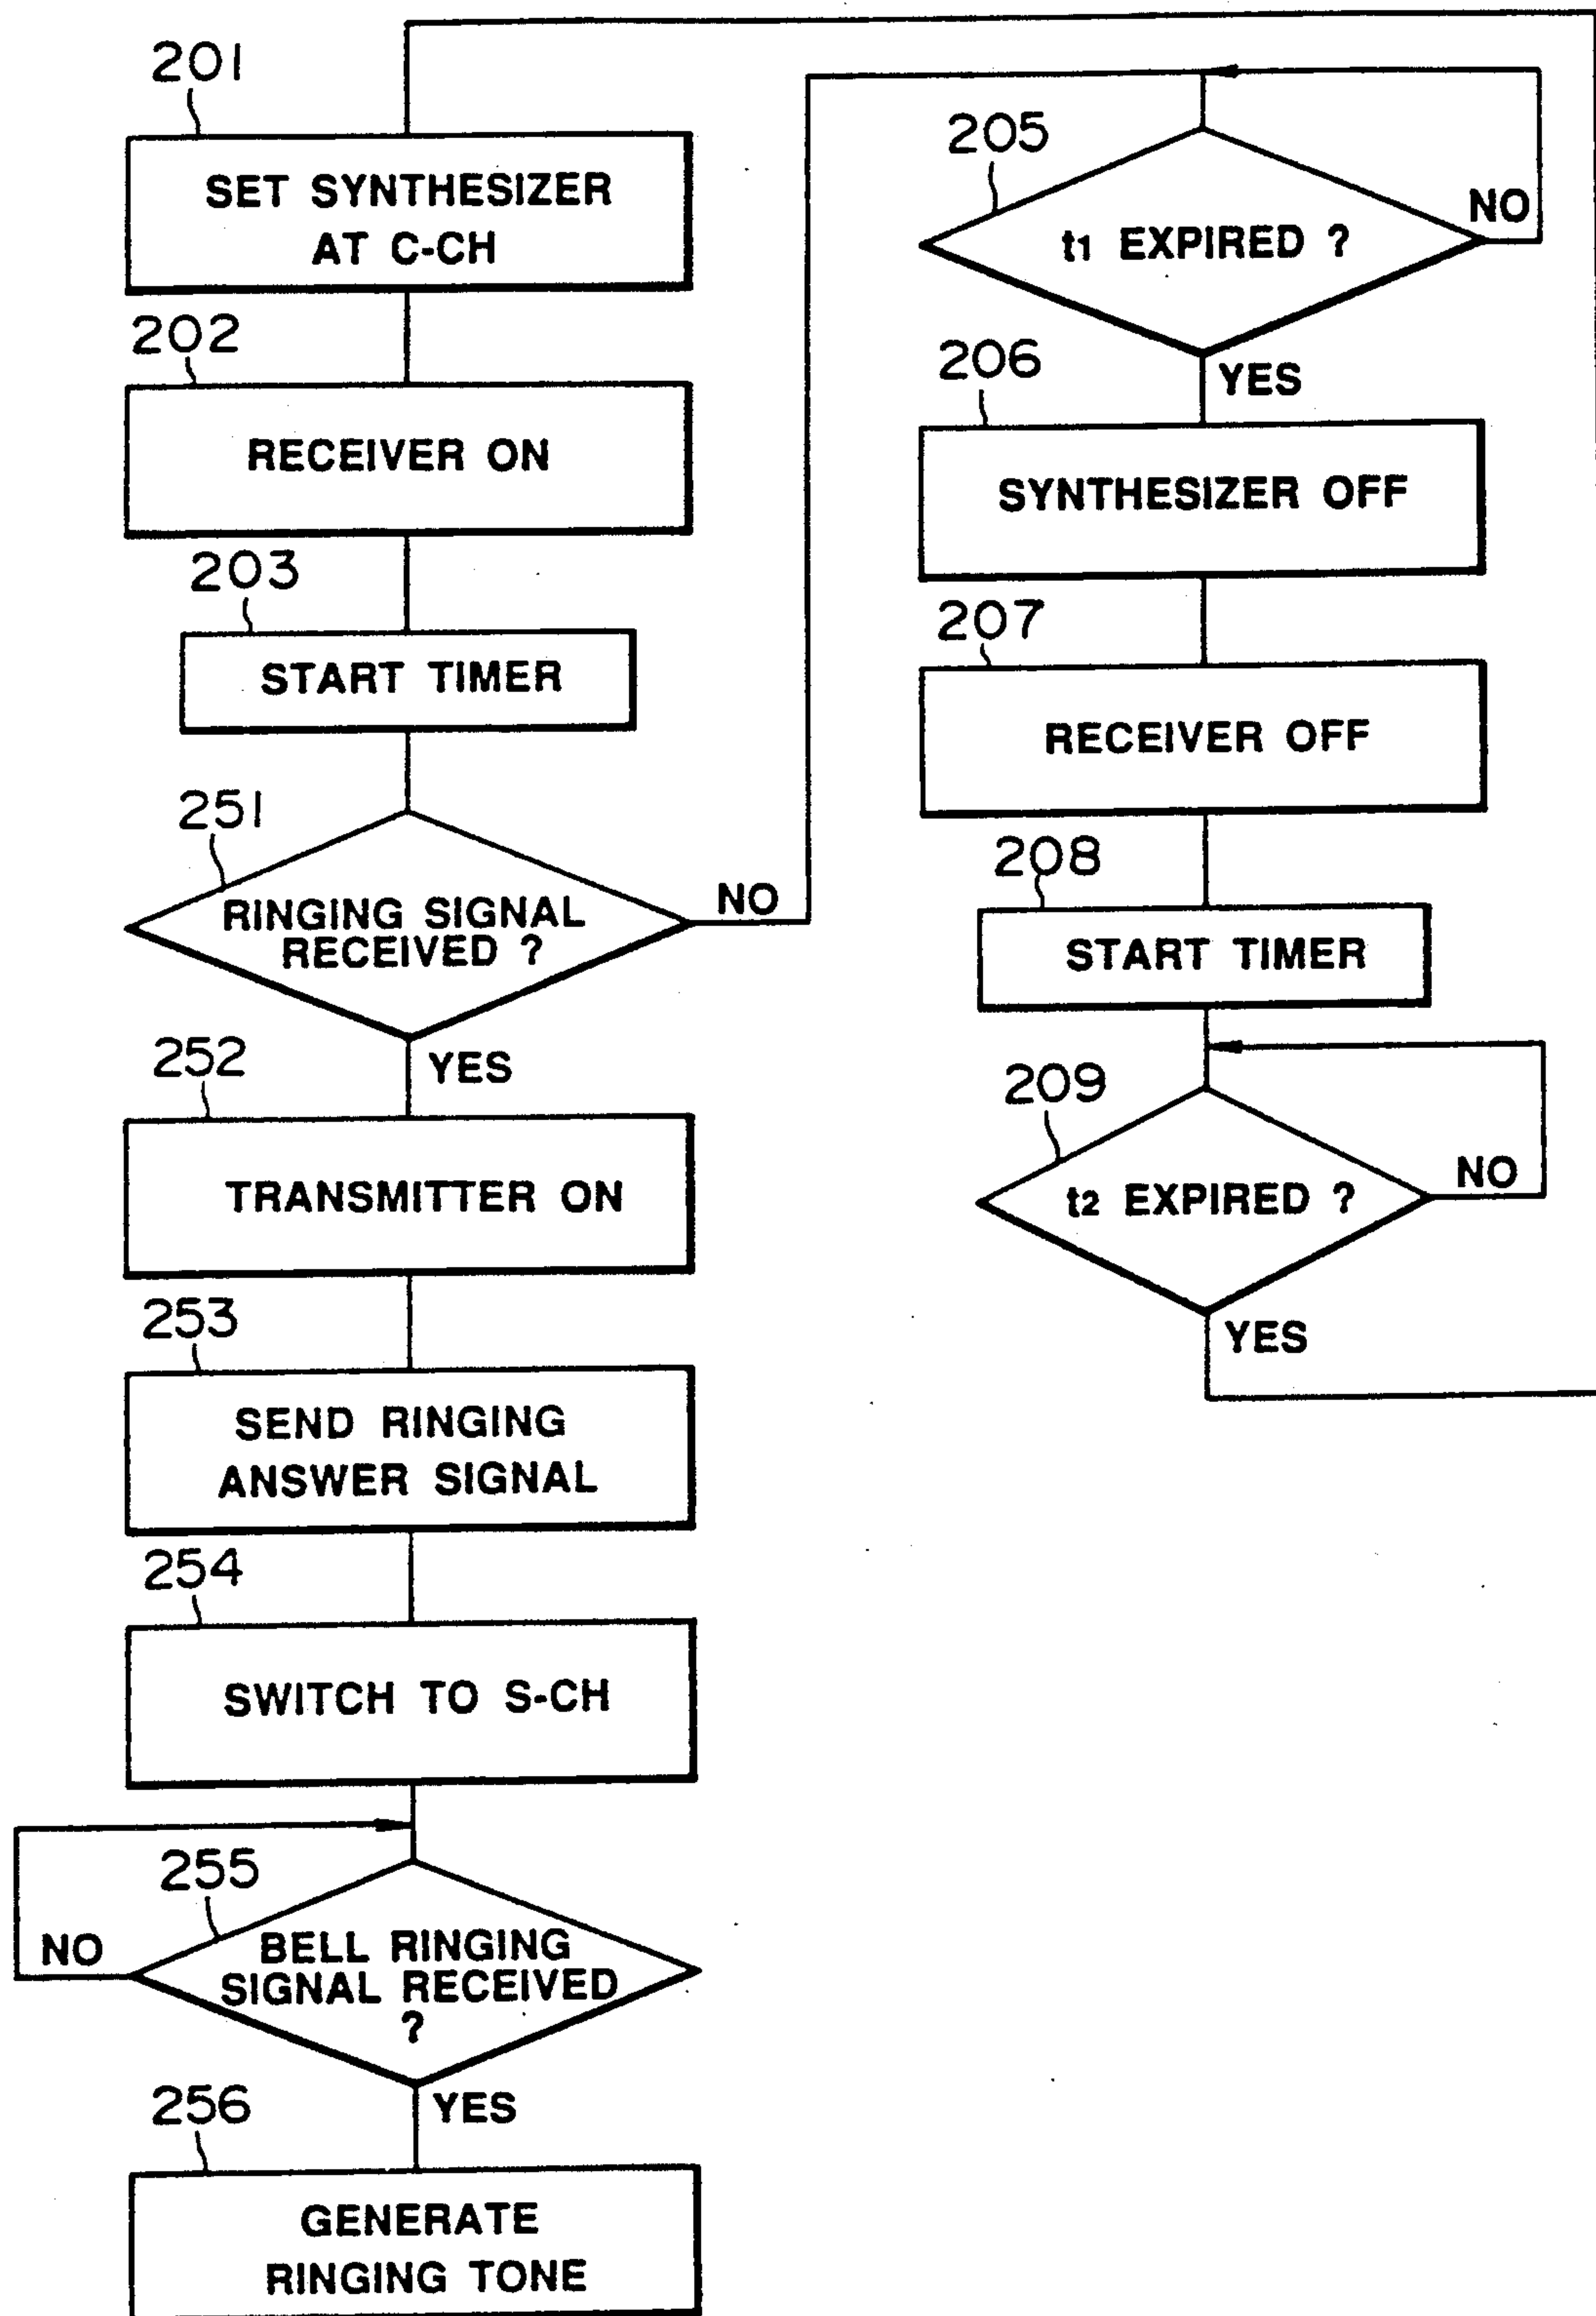 201
SET SYNTHESIZER
AT C-CH
202
RECEIVER ON
203
START TIMER
251
RINGING SIGNAL
RECEIVED ?
NO
YES
252
TRANSMITTER ON
253
SEND RINGING
ANSWER SIGNAL
254
SWITCH TO S-CH
255
BELL RINGING
SIGNAL RECEIVED
?
NO
YES
256
GENERATE
RINGING TONE
205
t1 EXPIRED ?
NO
YES
206
SYNTHESIZER OFF
207
RECEIVER OFF
208
START TIMER
209
t2 EXPIRED ?
NO
YES